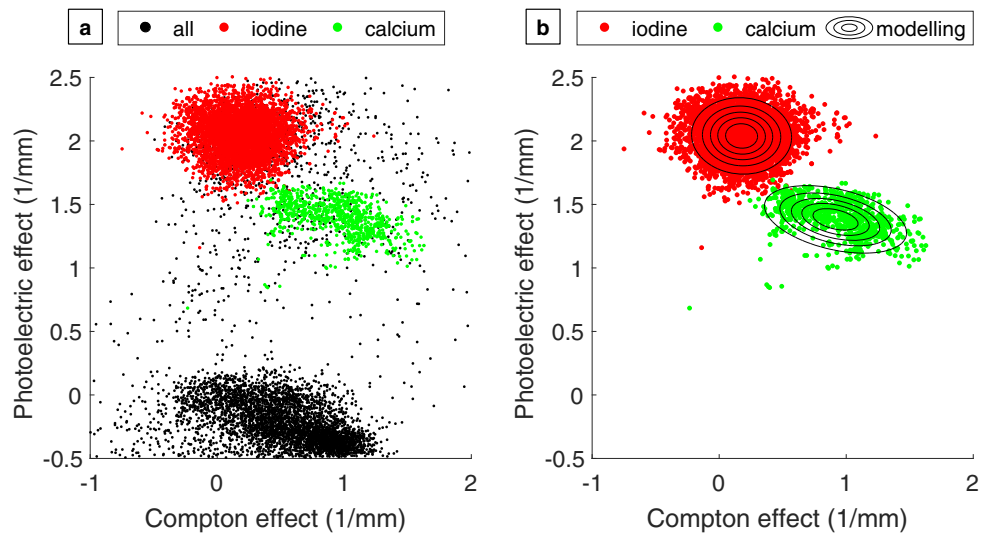 a all iodine calcium
2.5
2
1.5
1
0.5
0
-0.5
-1 0 1 2
Photoelectric effect (1/mm)
Compton effect (1/mm)
b iodine calcium modelling
2.5
2
1.5
1
0.5
0
-0.5
-1 0 1 2
Photoelectric effect (1/mm)
Compton effect (1/mm)